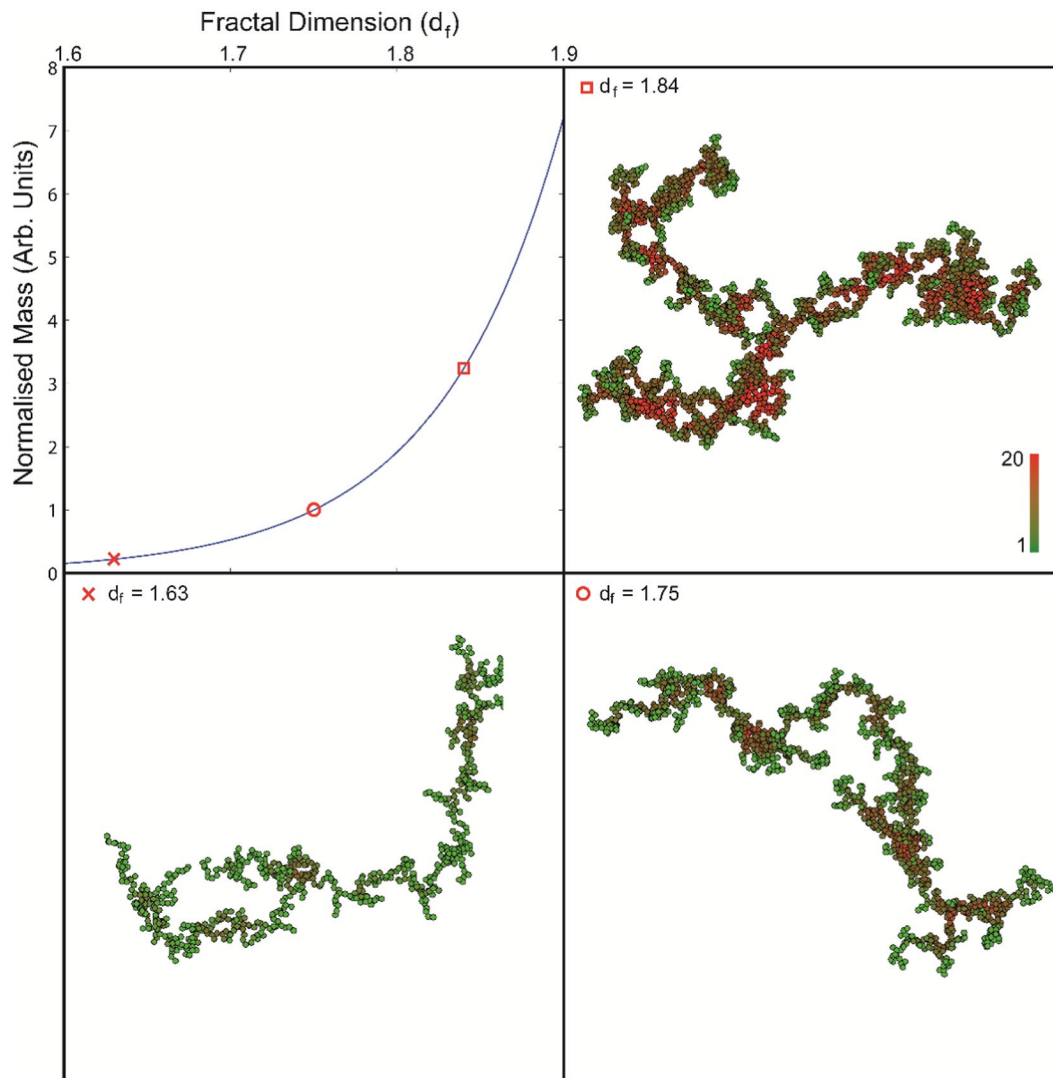 Fractal Dimension (d_f)
1.6 1.7 1.8 1.9
Normalised Mass (Arb. Units)
8
7
6
5
4
3
2
1
0
d_f = 1.84
20
1
d_f = 1.63
d_f = 1.75